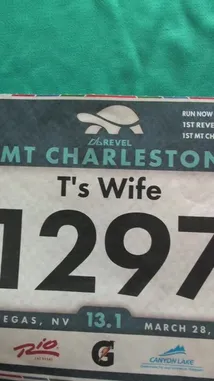 RUN NOW
1ST REVE
1ST MT CH
REVEL
MT CHARLESTON
T's Wife
1297
VEGAS, NV 13.1 MARCH 28,
Rio
G
CANYON LAKE